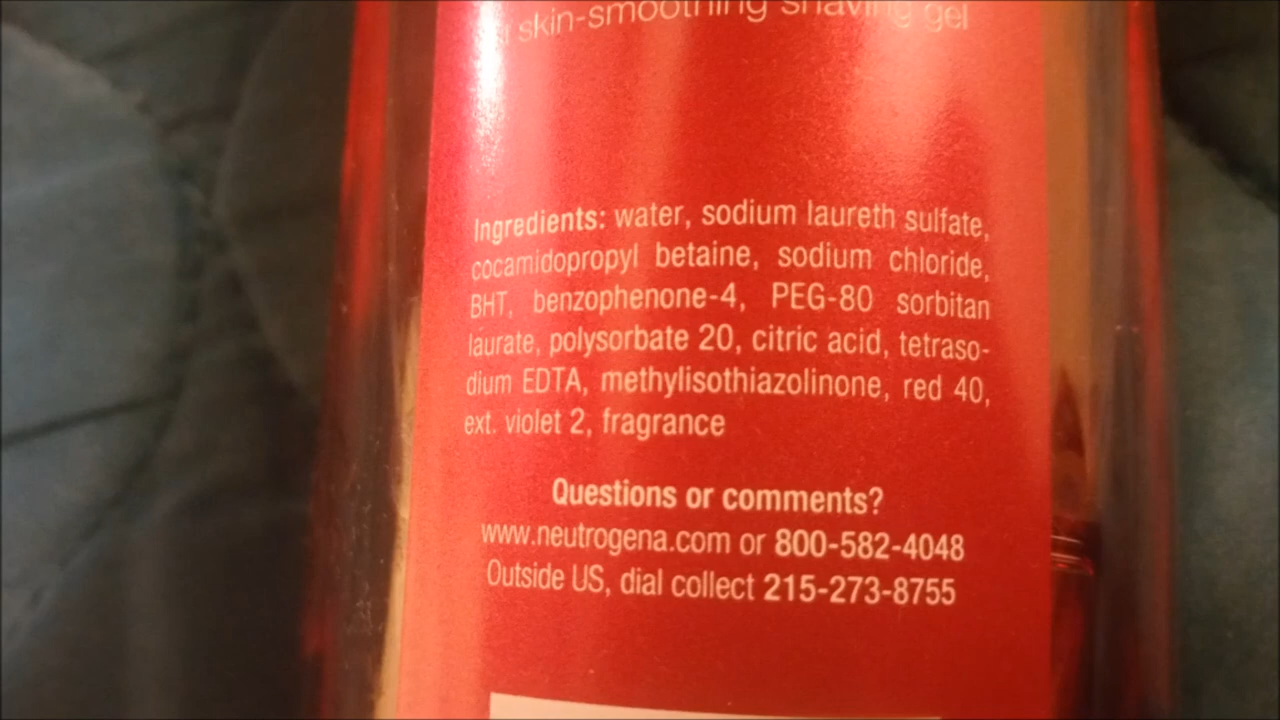 skin-smoothing shaving gel
Ingredients: water, sodium laureth sulfate,
cocamidopropyl betaine, sodium chloride,
BHT, benzophenone-4, PEG-80 sorbitan
laurate, polysorbate 20, citric acid, tetraso-
dium EDTA, methylisothiazolinone, red 40,
ext. violet 2, fragrance
Questions or comments?
www.neutrogena.com or 800-582-4048
Outside US, dial collect 215-273-8755